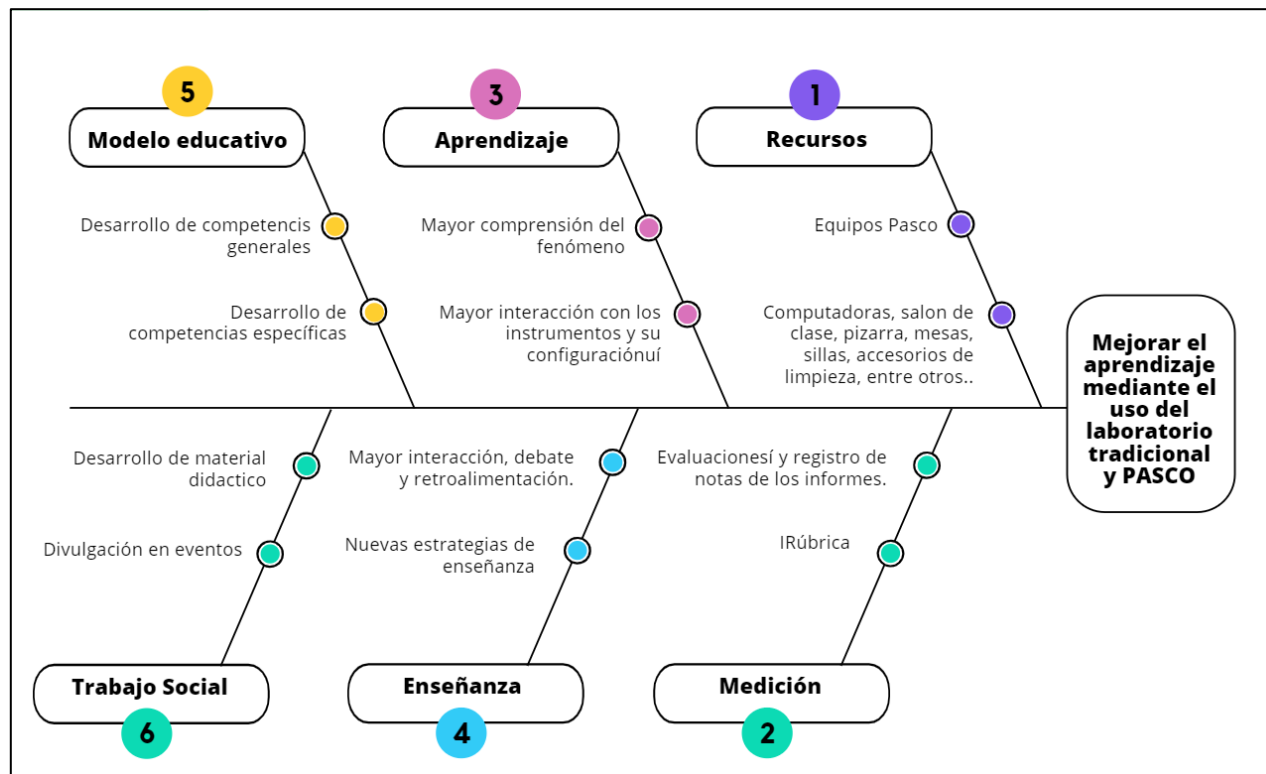 5
Modelo educativo
Desarrollo de competencis
generales
Desarrollo de
competencias específicas
3
Aprendizaje
Mayor comprensión del
fenómeno
Mayor interacción con los
instrumentos y su
configuraciónuí
1
Recursos
Equipos Pasco
Computadoras, salon de
clase, pizarra, mesas,
sillas, accesorios de
limpieza, entre otros..
Mejorar el
aprendizaje
mediante el
uso del
laboratorio
tradicional
y PASCO
Desarrollo de material
didactico
Divulgación en eventos
Trabajo Social
6
Mayor interacción, debate
y retroalimentación.
Nuevas estrategias de
enseñanza
Enseñanza
4
Evaluacionesí y registro de
notas de los informes.
IRúbrica
Medición
2